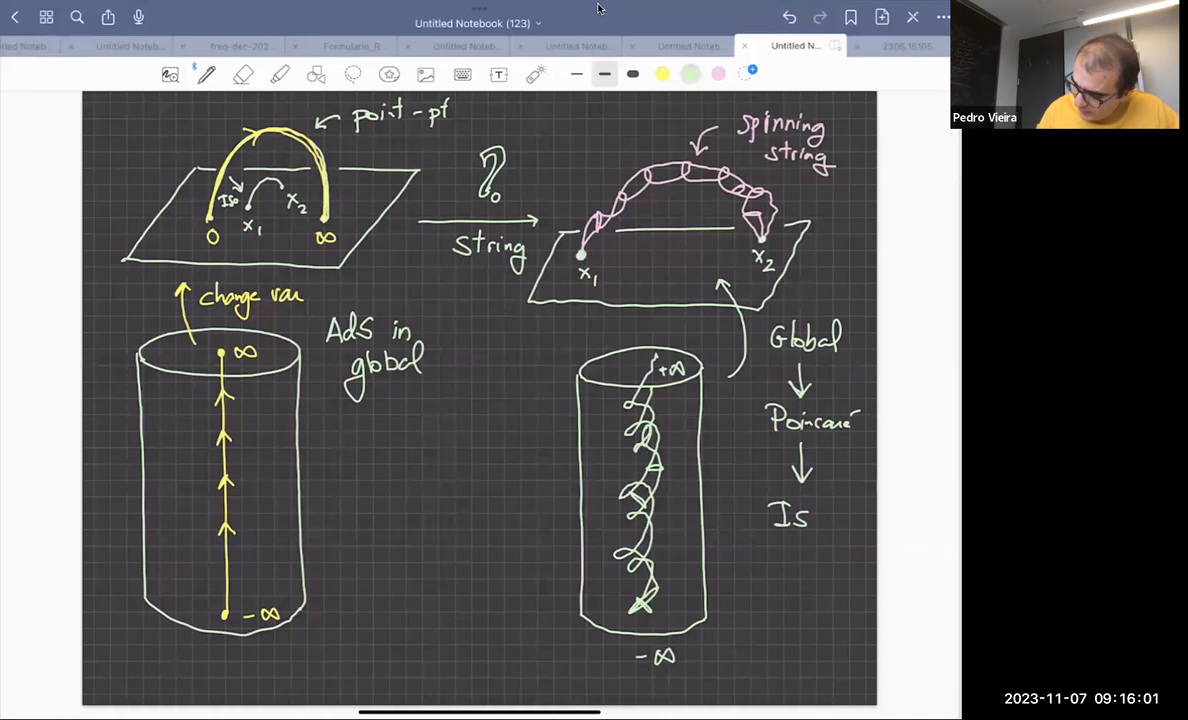 Untitled Notebook (123)
Untitled Noteb...
freq-dec-202...
Formulario_R...
Untitled Noteb...
Untitled Noteb...
Untitled Noteb...
Untitled N...
2306.15105
Pedro Vieira
point-pt
spinning
string
?
Iso
x1
x2
0
∞
string
x1
x2
change var
AdS in
global
∞
-∞
+∞
-∞
Global
↓
Poincaré
↓
Is
2023-11-07 09:16:01